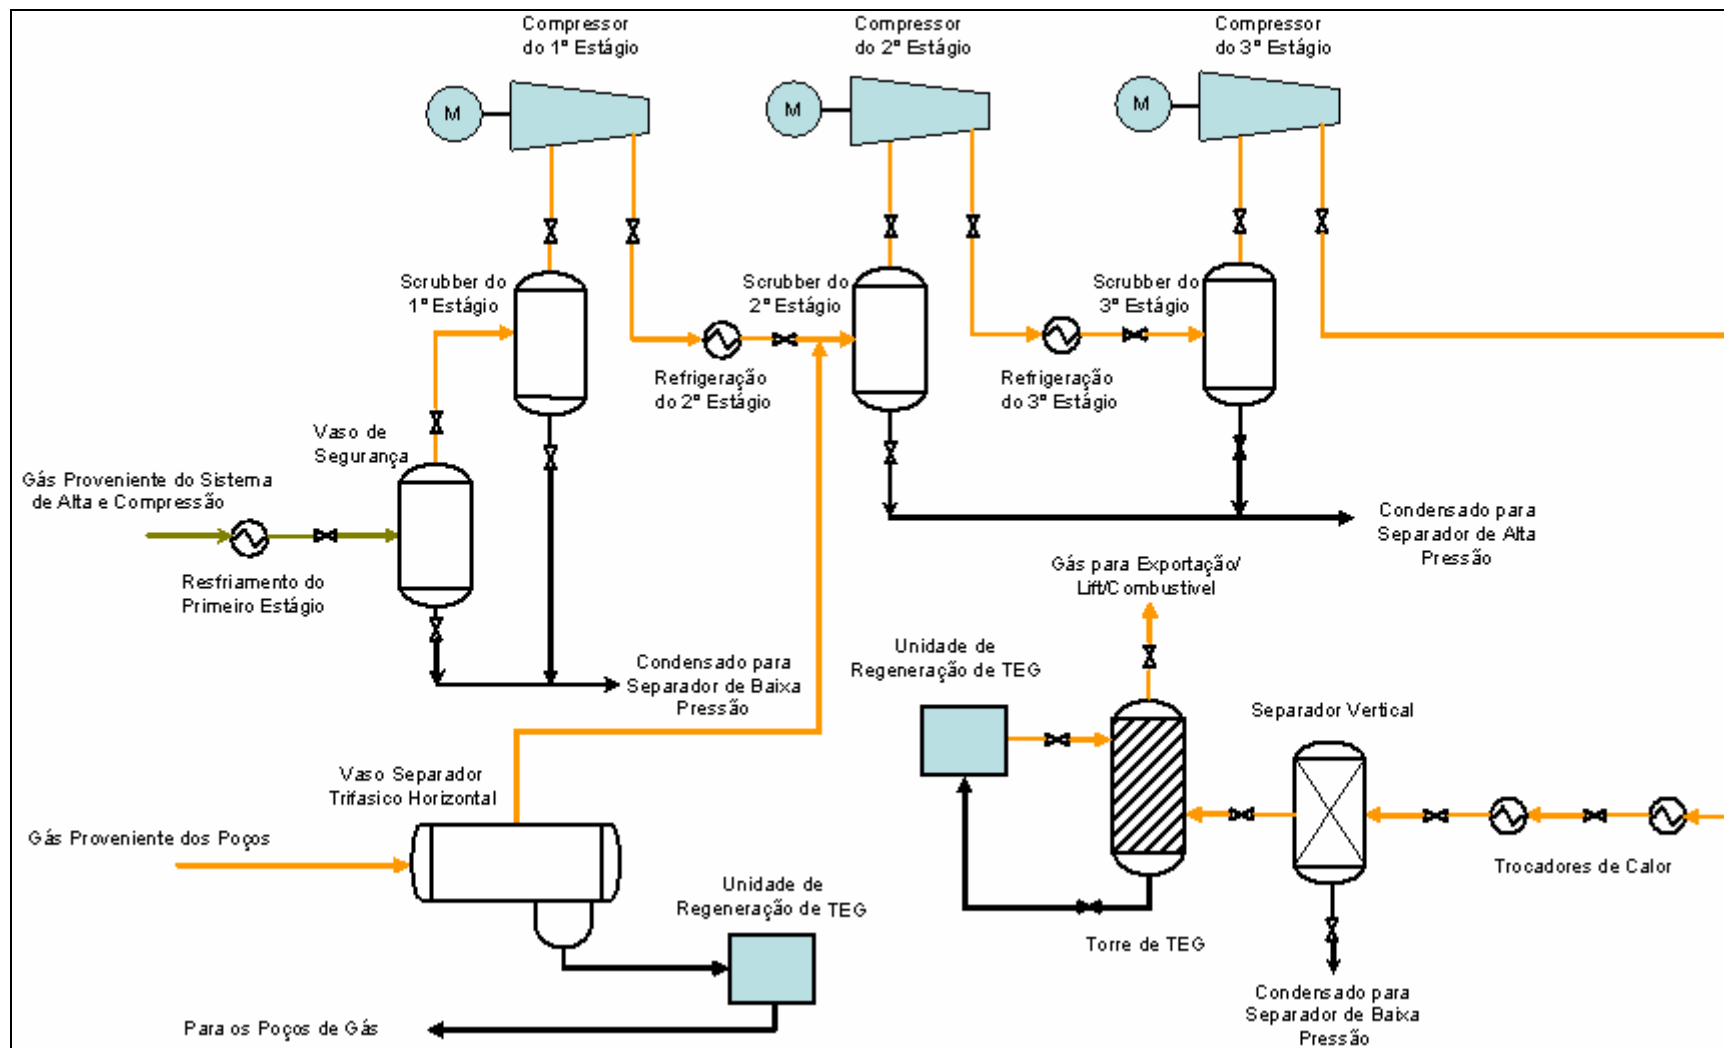 Compressor
do 1º Estágio
Compressor
do 2º Estágio
Compressor
do 3º Estágio
M
M
M
Scrubber do
1º Estágio
Scrubber do
2º Estágio
Scrubber do
3º Estágio
Refrigeração
do 2º Estágio
Refrigeração
do 3º Estágio
Vaso de
Segurança
Gás Proveniente do Sistema
de Alta e Compressão
Resfriamento do
Primeiro Estágio
Condensado para
Separador de Alta
Pressão
Gás para Exportação/
Lift/Combustivel
Unidade de
Regeneração de TEG
Condensado para
Separador de Baixa
Pressão
Separador Vertical
Vaso Separador
Trifasico Horizontal
Gás Proveniente dos Poços
Trocadores de Calor
Unidade de
Regeneração de TEG
Torre de TEG
Condensado para
Separador de Baixa
Pressão
Para os Poços de Gás